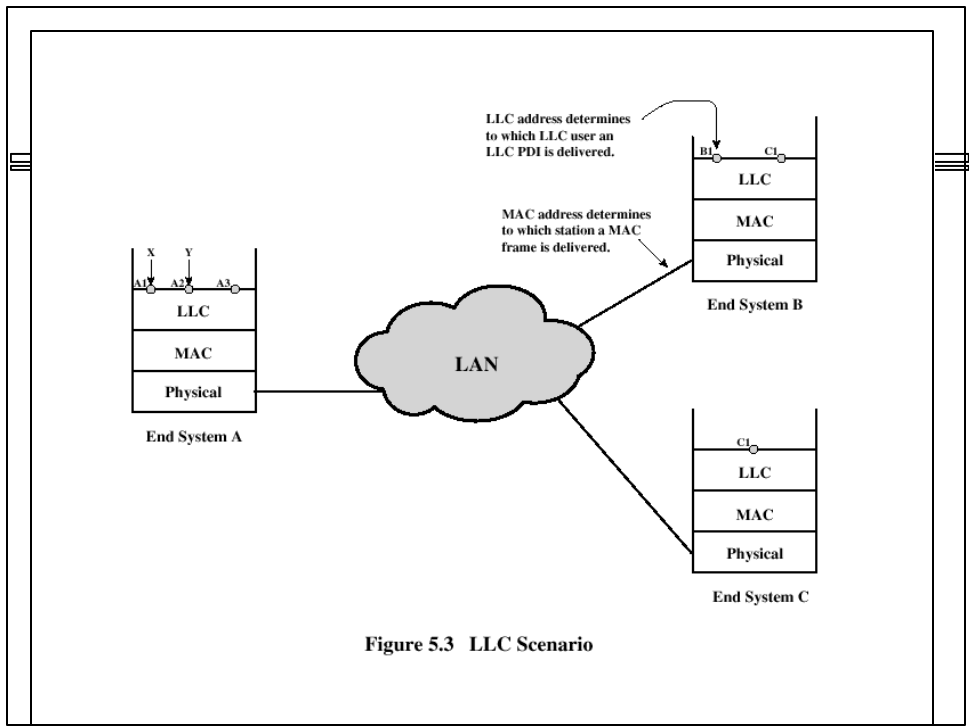 LLC address determines
to which LLC user an
LLC PDI is delivered.
B1
C1
LLC
MAC
Physical
End System B
MAC address determines
to which station a MAC
frame is delivered.
X
Y
A1
A2
A3
LLC
MAC
Physical
End System A
LAN
C1
LLC
MAC
Physical
End System C
Figure 5.3 LLC Scenario